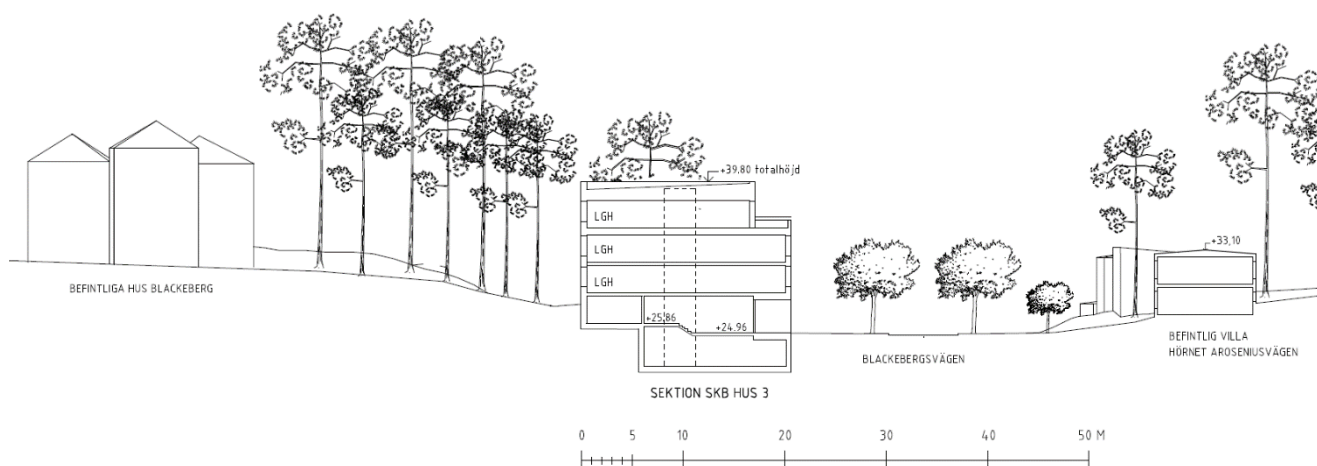 +39.80 totalhöjd
LGH
LGH
LGH
+25.86
+24.96
+33,10
BEFINTLIGA HUS BLACKEBERG
BLACKEBERGSVÄGEN
BEFINTLIG VILLA
HÖRNET AROSENIUSVÄGEN
SEKTION SKB HUS 3
0 5 10 20 30 40 50 M